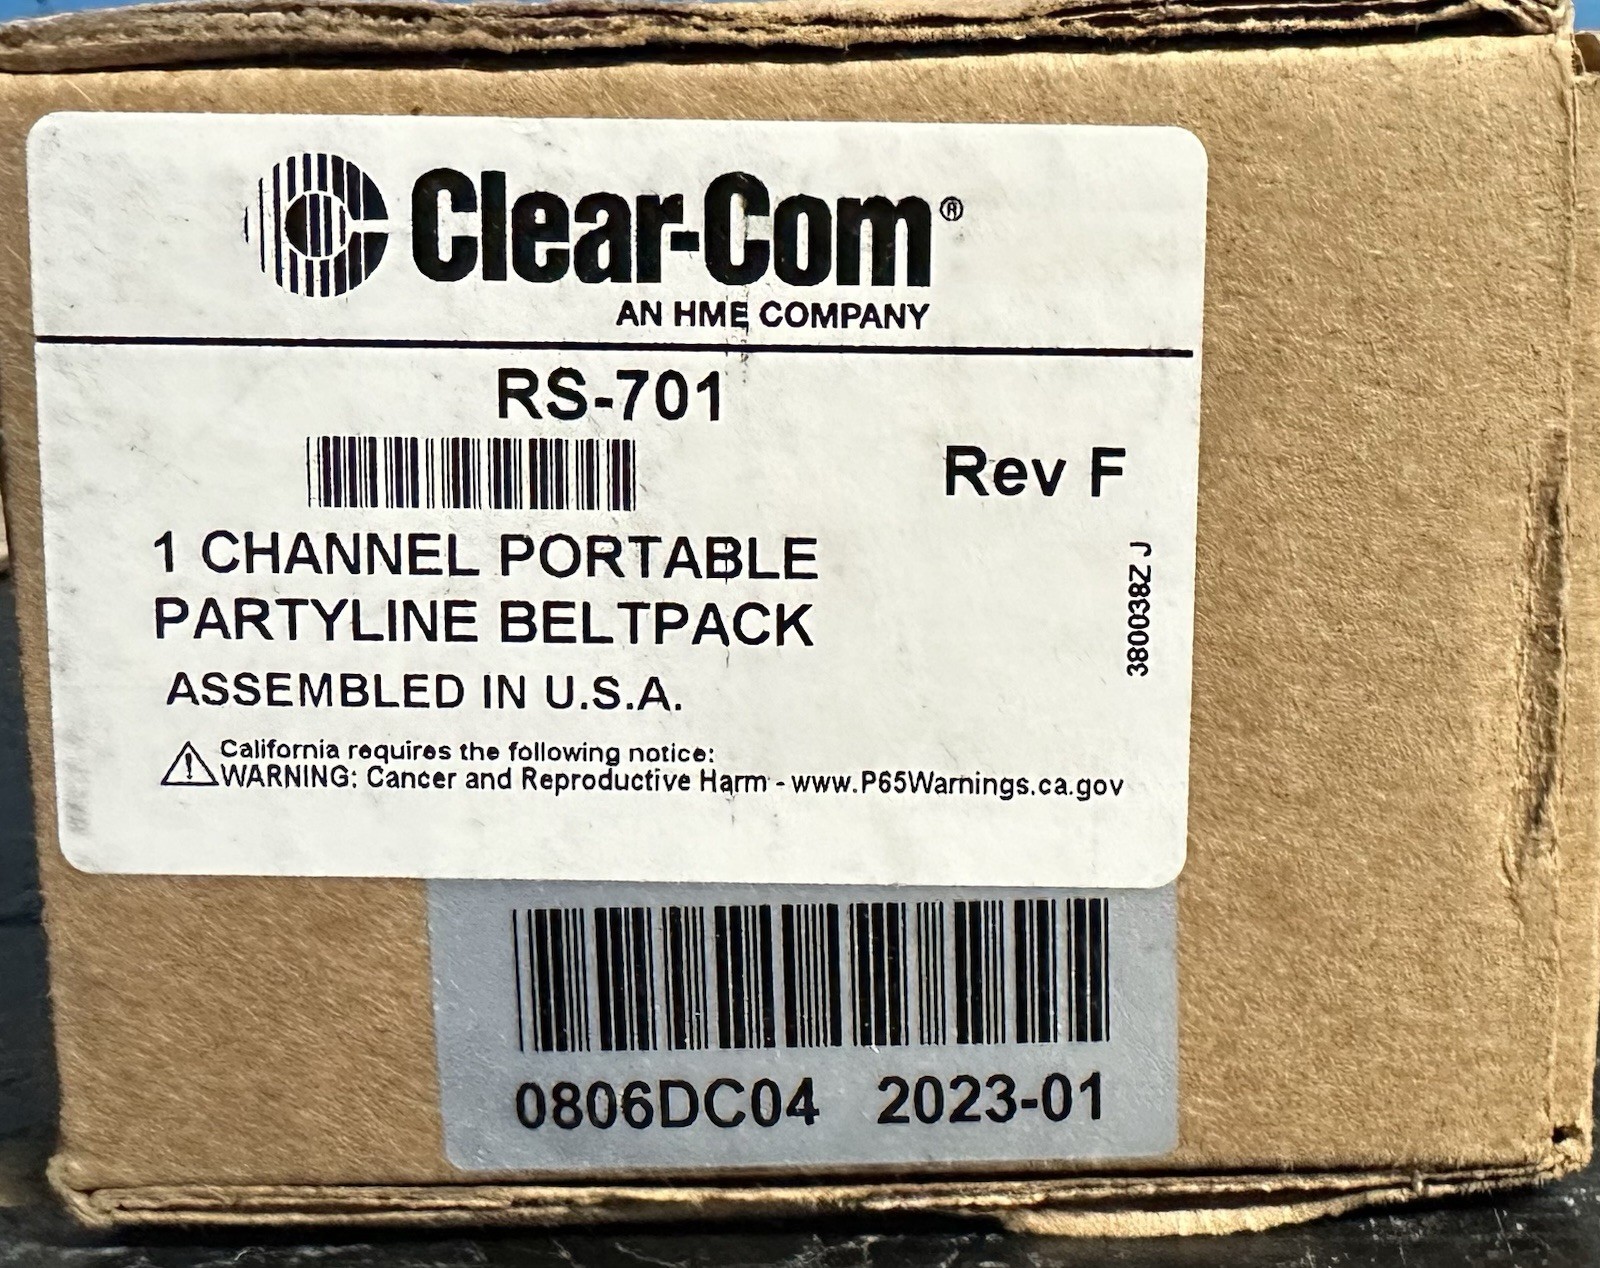 Clear-Com®
AN HME COMPANY
RS-701
Rev F
1 CHANNEL PORTABLE
PARTYLINE BELTPACK
380038Z J
ASSEMBLED IN U.S.A.
California requires the following notice:
WARNING: Cancer and Reproductive Harm - www.P65Warnings.ca.gov
0806DC04 2023-01